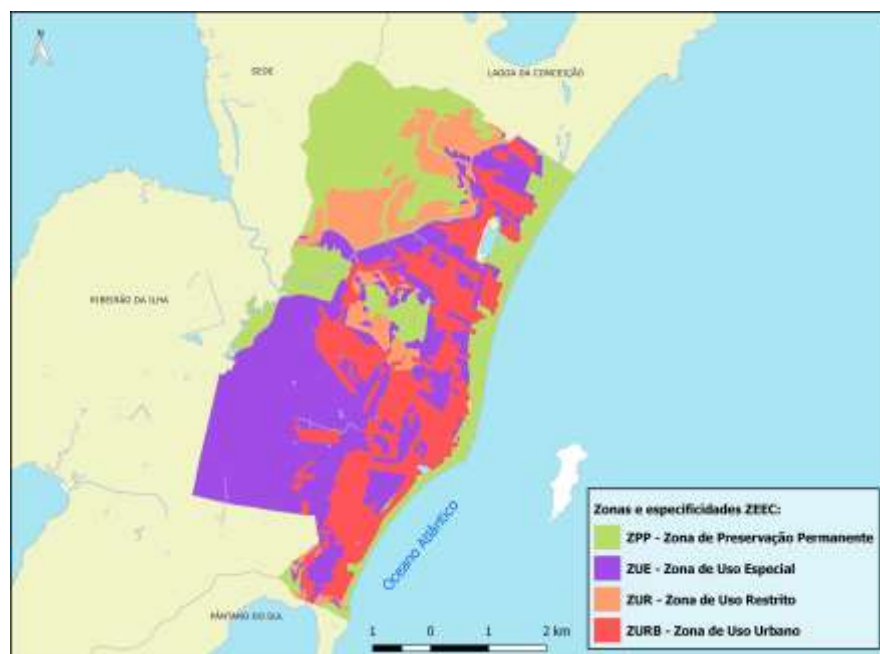 N
SEDE
LAGOA DA CONCEIÇÃO
RIBEIRÃO DA ILHA
PÂNTANO DO SUL
Oceano Atlântico
Zonas e especificidades ZEEC:
ZPP - Zona de Preservação Permanente
ZUE - Zona de Uso Especial
ZUR - Zona de Uso Restrito
ZURB - Zona de Uso Urbano
1 0 1 2 km